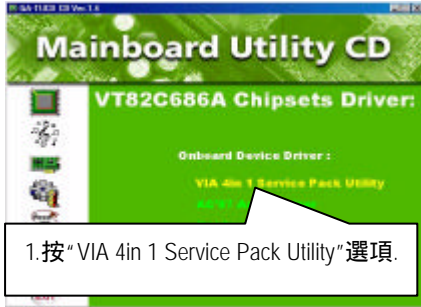 Mainboard Utility CD
VT82C686A Chipsets Driver:
Onboard Device Driver :
VIA 4in 1 Service Pack Utility
1.按“VIA 4in 1 Service Pack Utility”選項.